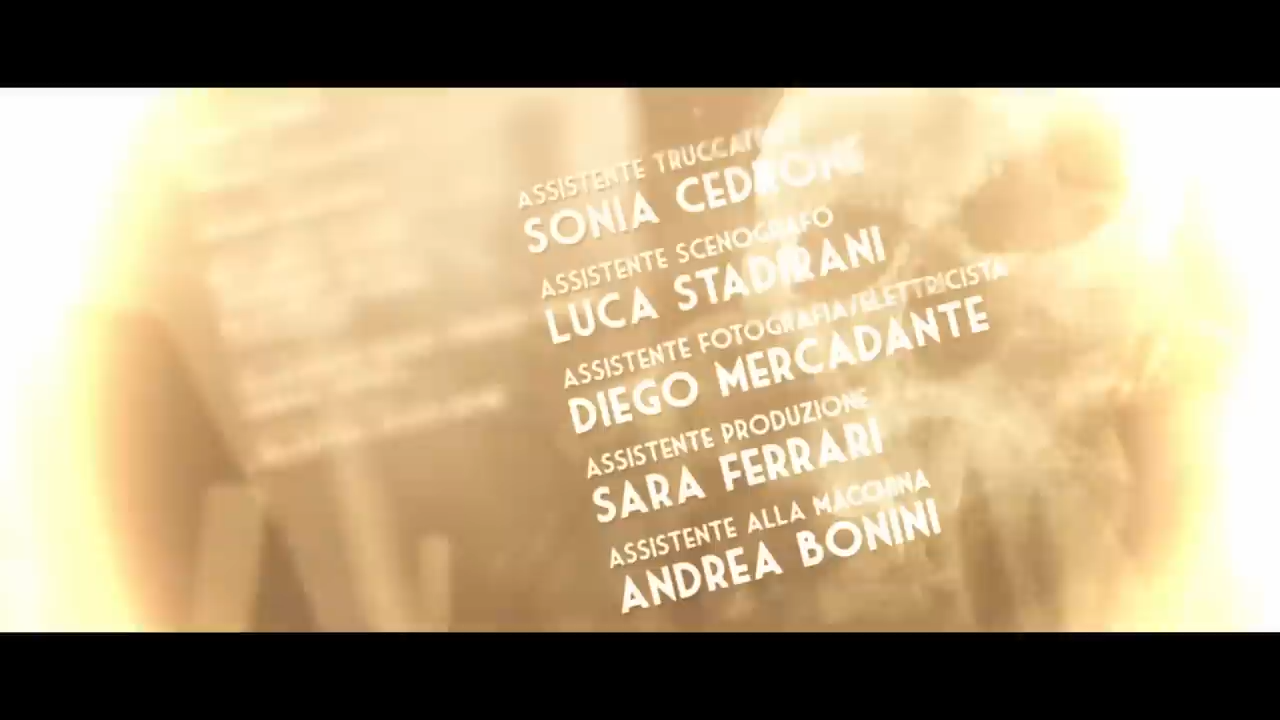 ASSISTENTE
SONIA CEDRONE
ASSISTENTE SCENOGRAFO
LUCA STADIRANI
ASSISTENTE FOTOGRAFIA/ELETTRICISTA
DIEGO MERCADANTE
ASSISTENTE PRODUZIONE
SARA FERRARI
ASSISTENTE ALLA MACCHINA
ANDREA BONINI